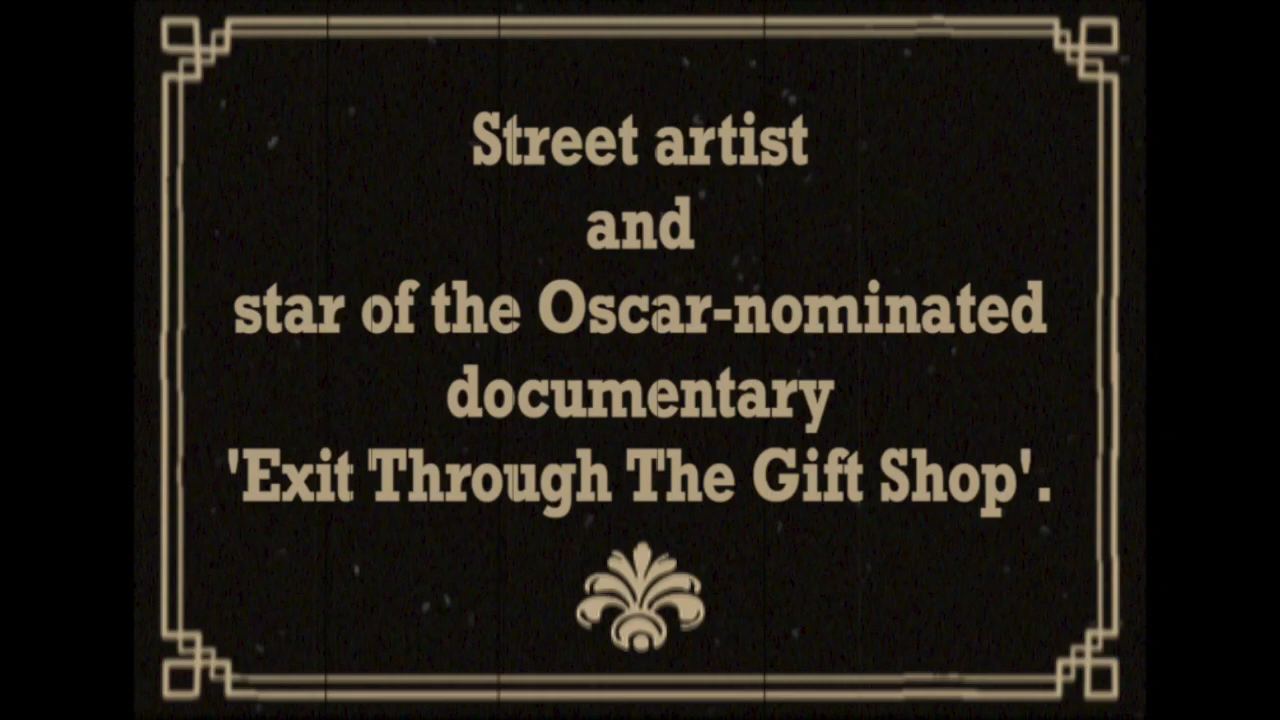 Street artist
and
star of the Oscar-nominated
documentary
'Exit Through The Gift Shop'.